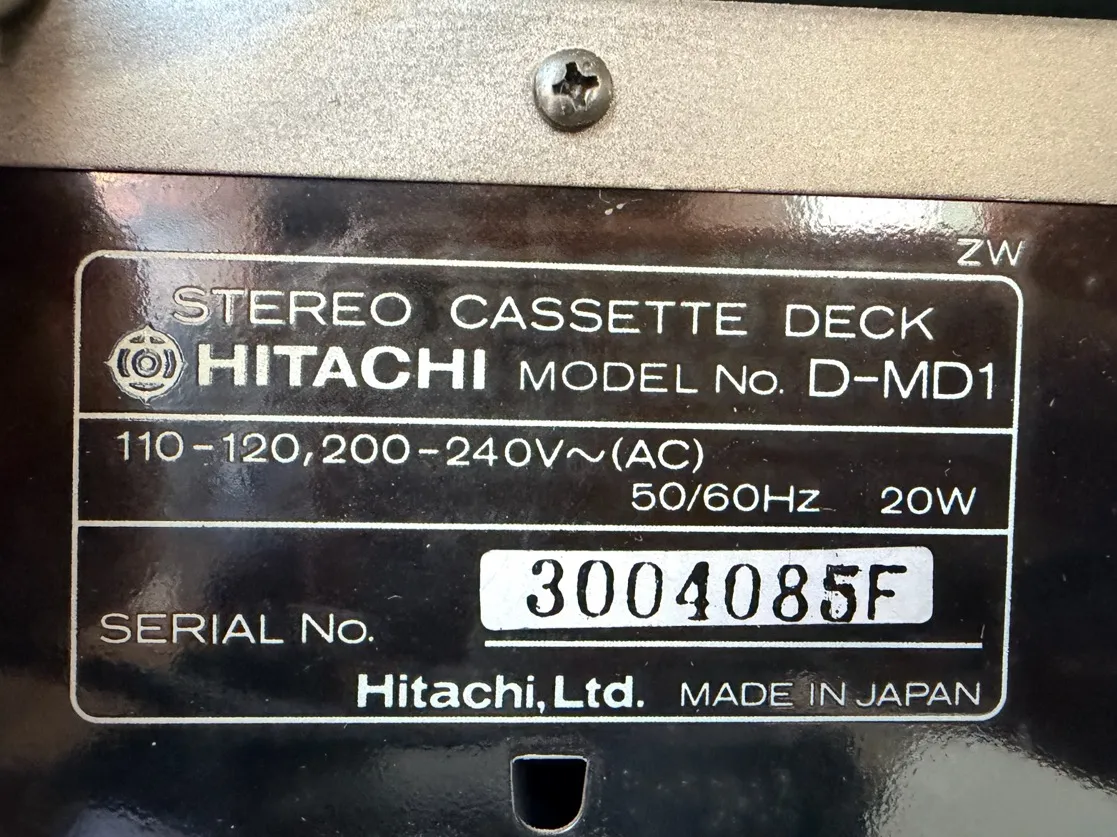 ZW
STEREO CASSETTE DECK
HITACHI MODEL No. D-MD1
110-120,200-240V~(AC)
50/60Hz 20W
SERIAL No. 3004085F
Hitachi,Ltd. MADE IN JAPAN